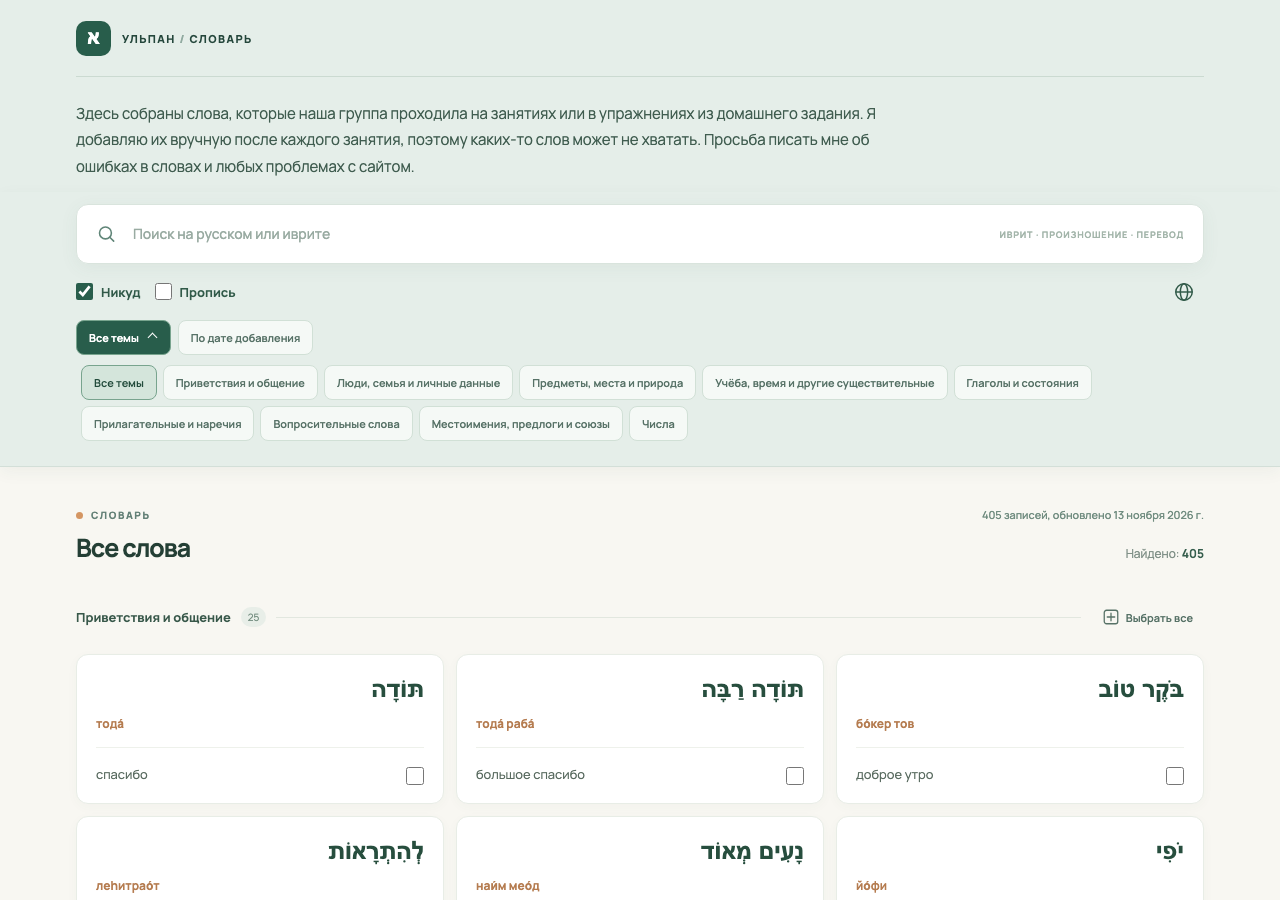 א УЛЬПАН / СЛОВАРЬ
Здесь собраны слова, которые наша группа проходила на занятиях или в упражнениях из домашнего задания. Я
добавляю их вручную после каждого занятия, поэтому каких-то слов может не хватать. Просьба писать мне об
ошибках в словах и любых проблемах с сайтом.
Поиск на русском или иврите ИВРИТ · ПРОИЗНОШЕНИЕ · ПЕРЕВОД
Никуд Пропись
Все темы По дате добавления
Все темы Приветствия и общение Люди, семья и личные данные Предметы, места и природа Учёба, время и другие существительные Глаголы и состояния
Прилагательные и наречия Вопросительные слова Местоимения, предлоги и союзы Числа
СЛОВАРЬ 405 записей, обновлено 13 ноября 2026 г.
Все слова Найдено: 405
Приветствия и общение 25 Выбрать все
תּוֹדָה תּוֹדָה רַבָּה בֹּקֶר טוֹב
тода́ тода́ раба́ бо́кер тов
спасибо большое спасибо доброе утро
לְהִתְרָאוֹת נָעִים מְאוֹד יֹפִי
леhитрао́т наи́м мео́д йо́фи